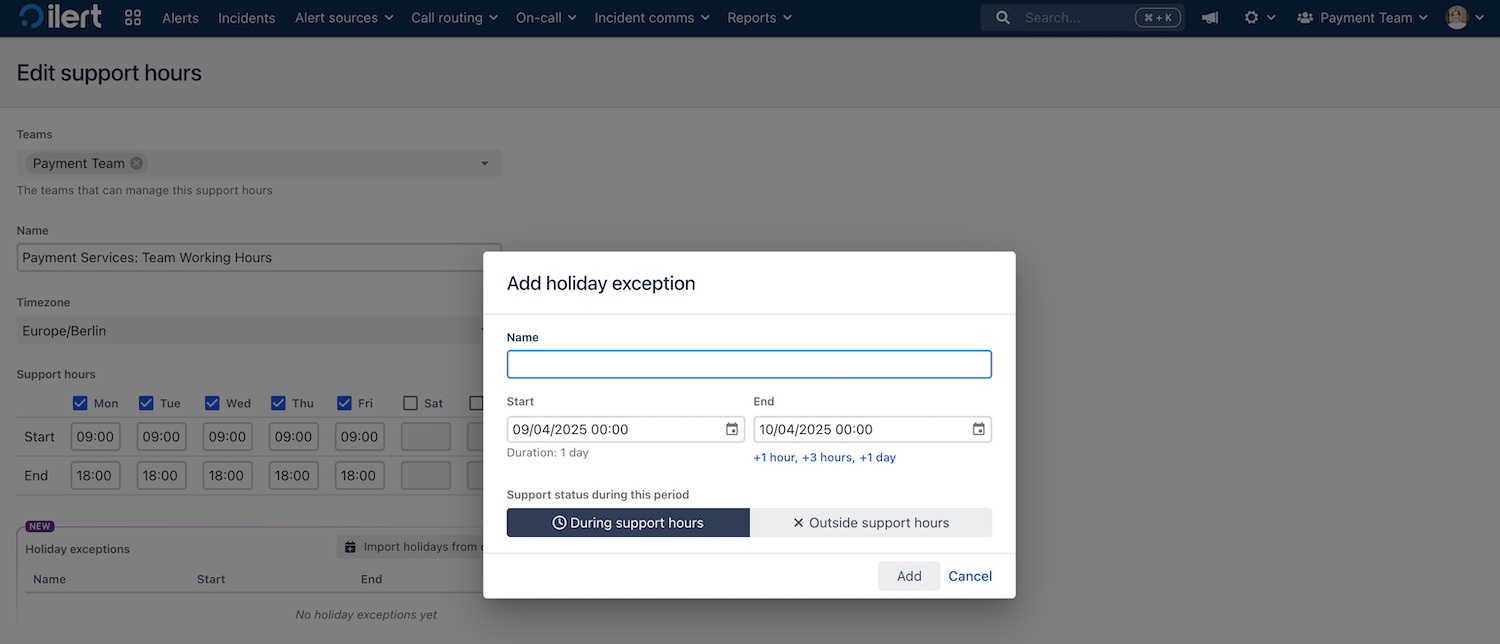 ilert Alerts Incidents Alert sources Call routing On-call Incident comms Reports Search... ⌘ + K Payment Team
Edit support hours
Teams
Payment Team
The teams that can manage this support hours
Name
Payment Services: Team Working Hours
Timezone
Europe/Berlin
Support hours
Mon Tue Wed Thu Fri Sat
Start 09:00 09:00 09:00 09:00 09:00
End 18:00 18:00 18:00 18:00 18:00
NEW
Holiday exceptions Import holidays from
Name Start End
No holiday exceptions yet
Add holiday exception
Name
Start End
09/04/2025 00:00 10/04/2025 00:00
Duration: 1 day +1 hour, +3 hours, +1 day
Support status during this period
During support hours Outside support hours
Add Cancel